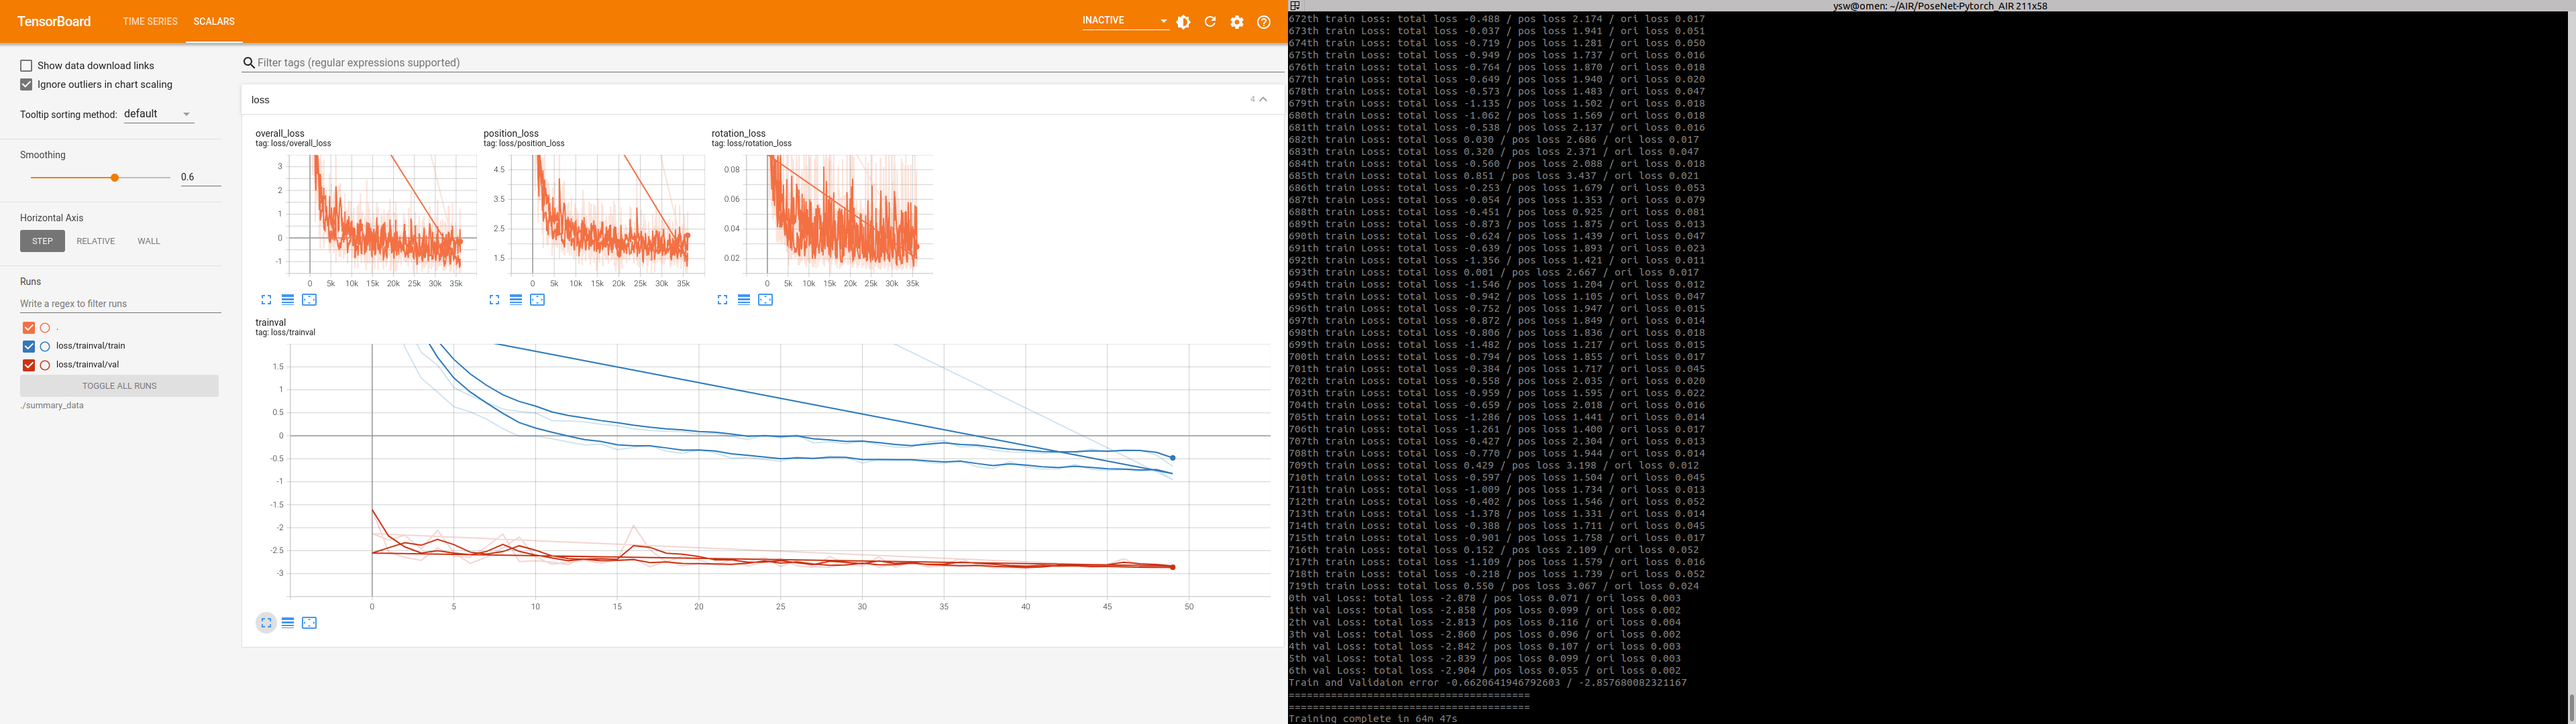 TensorBoard
TIME SERIES
SCALARS
INACTIVE
Show data download links
Ignore outliers in chart scaling
Tooltip sorting method: default
Smoothing
0.6
Horizontal Axis
STEP RELATIVE WALL
Runs
Write a regex to filter runs
.
loss/trainval/train
loss/trainval/val
TOGGLE ALL RUNS
./summary_data
Filter tags (regular expressions supported)
loss
4
overall_loss
tag: loss/overall_loss
3
2
1
0
-1
0 5k 10k 15k 20k 25k 30k 35k
position_loss
tag: loss/position_loss
4.5
3.5
2.5
1.5
0 5k 10k 15k 20k 25k 30k 35k
rotation_loss
tag: loss/rotation_loss
0.08
0.06
0.04
0.02
0 5k 10k 15k 20k 25k 30k 35k
trainval
tag: loss/trainval
1.5
1
0.5
0
-0.5
-1
-1.5
-2
-2.5
-3
0 5 10 15 20 25 30 35 40 45 50
ysw@omen: ~/AIR/PoseNet-Pytorch_AIR 211x58
672th train Loss: total loss -0.488 / pos loss 2.174 / ori loss 0.017
673th train Loss: total loss -0.037 / pos loss 1.941 / ori loss 0.051
674th train Loss: total loss -0.719 / pos loss 1.281 / ori loss 0.050
675th train Loss: total loss -0.949 / pos loss 1.737 / ori loss 0.016
676th train Loss: total loss -0.764 / pos loss 1.870 / ori loss 0.018
677th train Loss: total loss -0.649 / pos loss 1.940 / ori loss 0.020
678th train Loss: total loss -0.573 / pos loss 1.483 / ori loss 0.047
679th train Loss: total loss -1.135 / pos loss 1.502 / ori loss 0.018
680th train Loss: total loss -1.062 / pos loss 1.569 / ori loss 0.018
681th train Loss: total loss -0.538 / pos loss 2.137 / ori loss 0.016
682th train Loss: total loss 0.030 / pos loss 2.686 / ori loss 0.017
683th train Loss: total loss 0.320 / pos loss 2.371 / ori loss 0.047
684th train Loss: total loss -0.560 / pos loss 2.088 / ori loss 0.018
685th train Loss: total loss 0.851 / pos loss 3.437 / ori loss 0.021
686th train Loss: total loss -0.253 / pos loss 1.679 / ori loss 0.053
687th train Loss: total loss -0.054 / pos loss 1.353 / ori loss 0.079
688th train Loss: total loss -0.451 / pos loss 0.925 / ori loss 0.081
689th train Loss: total loss -0.873 / pos loss 1.875 / ori loss 0.013
690th train Loss: total loss -0.624 / pos loss 1.439 / ori loss 0.047
691th train Loss: total loss -0.639 / pos loss 1.893 / ori loss 0.023
692th train Loss: total loss -1.356 / pos loss 1.421 / ori loss 0.011
693th train Loss: total loss 0.001 / pos loss 2.667 / ori loss 0.017
694th train Loss: total loss -1.546 / pos loss 1.204 / ori loss 0.012
695th train Loss: total loss -0.942 / pos loss 1.105 / ori loss 0.047
696th train Loss: total loss -0.752 / pos loss 1.947 / ori loss 0.015
697th train Loss: total loss -0.872 / pos loss 1.849 / ori loss 0.014
698th train Loss: total loss -0.806 / pos loss 1.836 / ori loss 0.018
699th train Loss: total loss -1.482 / pos loss 1.217 / ori loss 0.015
700th train Loss: total loss -0.794 / pos loss 1.855 / ori loss 0.017
701th train Loss: total loss -0.384 / pos loss 1.717 / ori loss 0.045
702th train Loss: total loss -0.558 / pos loss 2.035 / ori loss 0.020
703th train Loss: total loss -0.959 / pos loss 1.595 / ori loss 0.022
704th train Loss: total loss -0.659 / pos loss 2.018 / ori loss 0.016
705th train Loss: total loss -1.286 / pos loss 1.441 / ori loss 0.014
706th train Loss: total loss -1.261 / pos loss 1.400 / ori loss 0.017
707th train Loss: total loss -0.427 / pos loss 2.304 / ori loss 0.013
708th train Loss: total loss -0.770 / pos loss 1.944 / ori loss 0.014
709th train Loss: total loss 0.429 / pos loss 3.198 / ori loss 0.012
710th train Loss: total loss -0.597 / pos loss 1.504 / ori loss 0.045
711th train Loss: total loss -1.009 / pos loss 1.734 / ori loss 0.013
712th train Loss: total loss -0.402 / pos loss 1.546 / ori loss 0.052
713th train Loss: total loss -1.378 / pos loss 1.331 / ori loss 0.014
714th train Loss: total loss -0.388 / pos loss 1.711 / ori loss 0.045
715th train Loss: total loss -0.901 / pos loss 1.758 / ori loss 0.017
716th train Loss: total loss 0.152 / pos loss 2.109 / ori loss 0.052
717th train Loss: total loss -1.109 / pos loss 1.579 / ori loss 0.016
718th train Loss: total loss -0.218 / pos loss 1.739 / ori loss 0.052
719th train Loss: total loss 0.550 / pos loss 3.067 / ori loss 0.024
0th val Loss: total loss -2.878 / pos loss 0.071 / ori loss 0.003
1th val Loss: total loss -2.858 / pos loss 0.099 / ori loss 0.002
2th val Loss: total loss -2.813 / pos loss 0.116 / ori loss 0.004
3th val Loss: total loss -2.860 / pos loss 0.096 / ori loss 0.002
4th val Loss: total loss -2.842 / pos loss 0.107 / ori loss 0.003
5th val Loss: total loss -2.839 / pos loss 0.099 / ori loss 0.003
6th val Loss: total loss -2.904 / pos loss 0.055 / ori loss 0.002
Train and Validaion error -0.6620641946792603 / -2.857680082321167
========================================
========================================
Training complete in 64m 47s